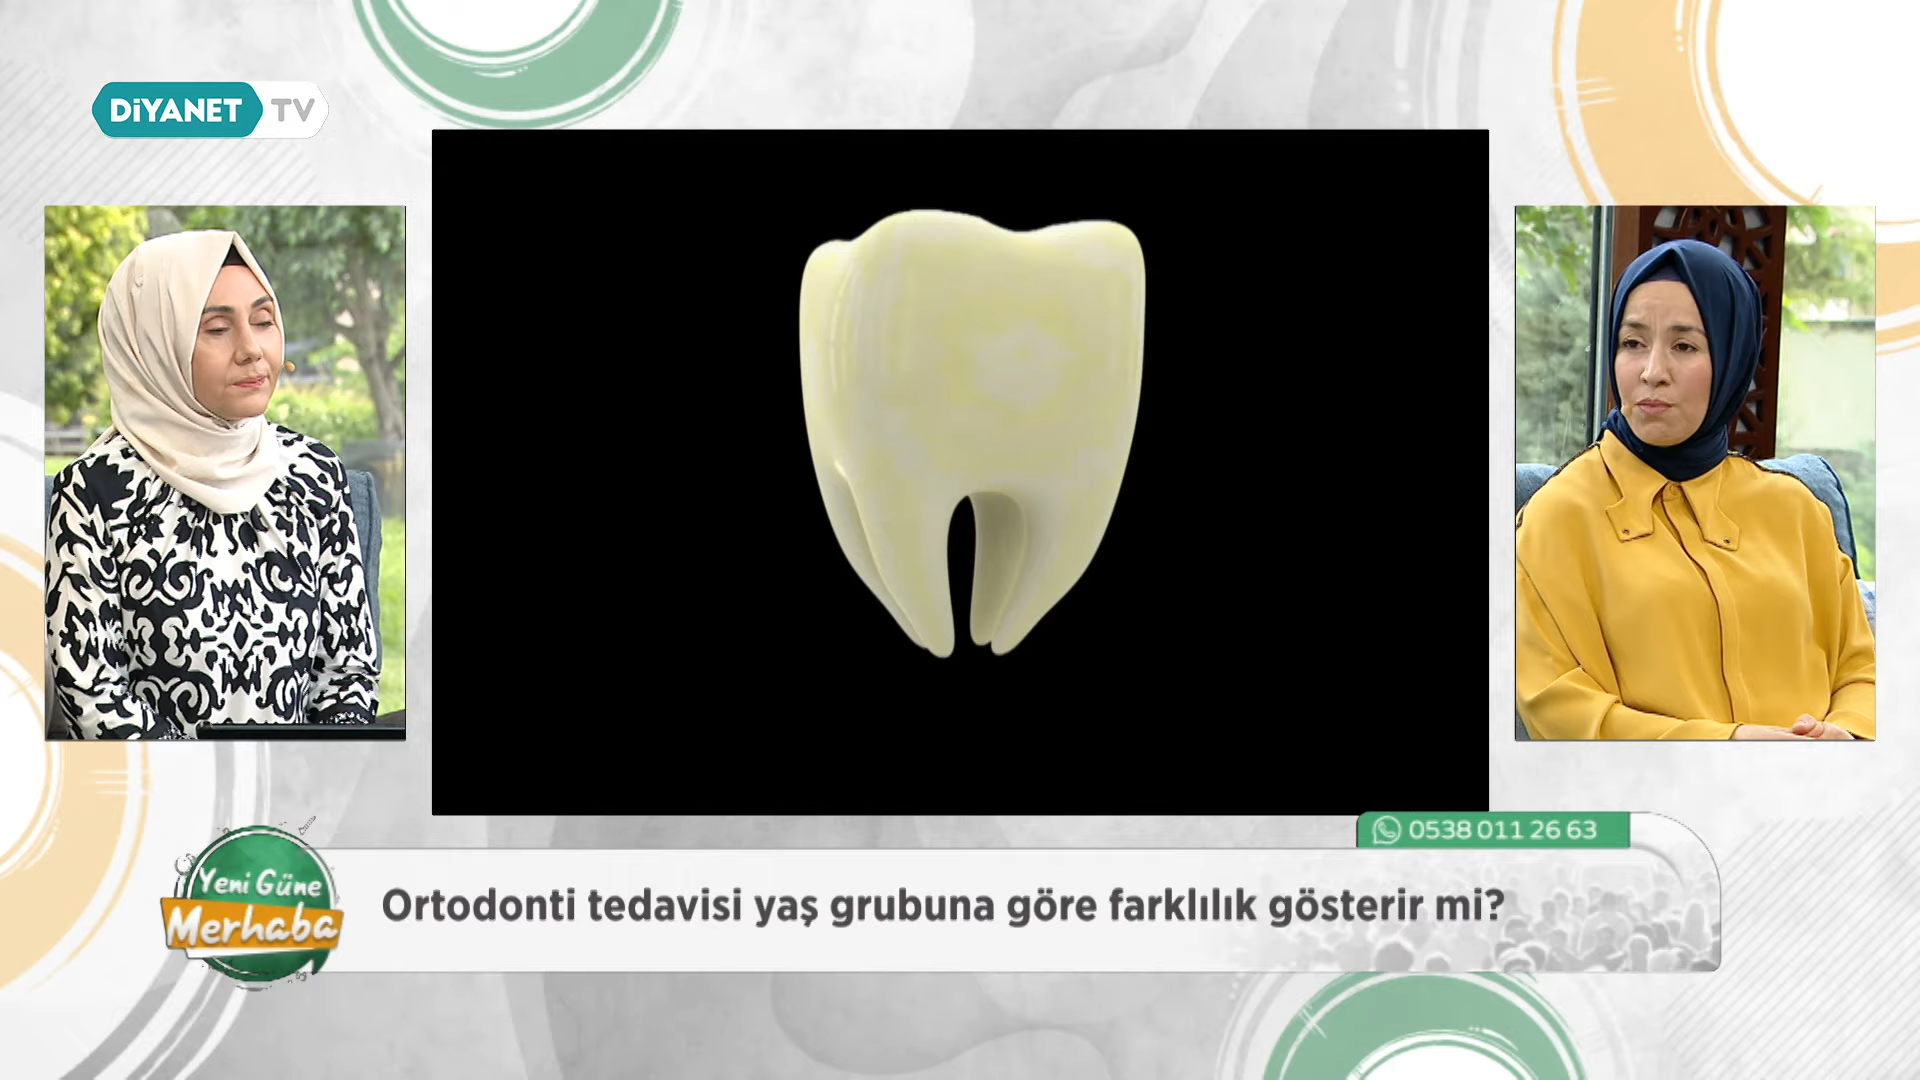 DİYANET TV
0538 011 26 63
Yeni Güne
Merhaba
Ortodonti tedavisi yaş grubuna göre farklılık gösterir mi?